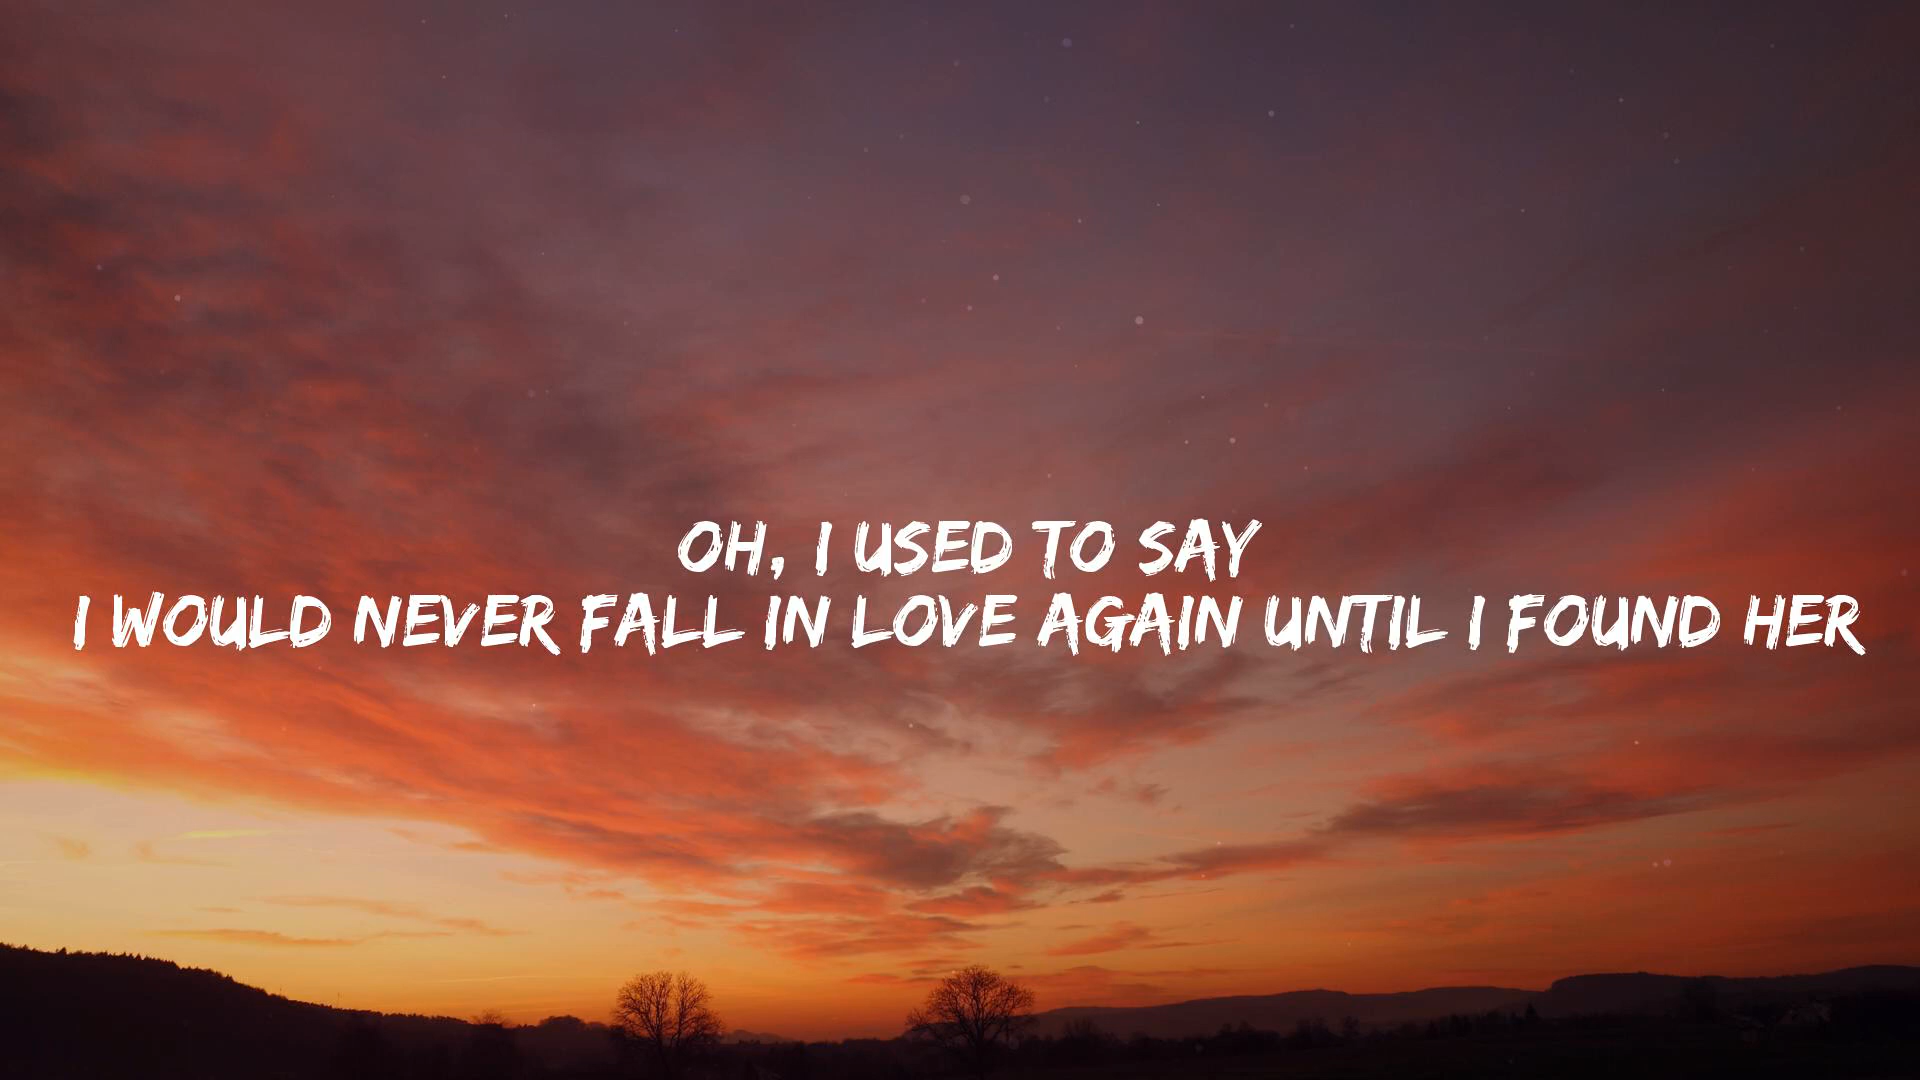 OH, I USED TO SAY
I WOULD NEVER FALL IN LOVE AGAIN UNTIL I FOUND HER